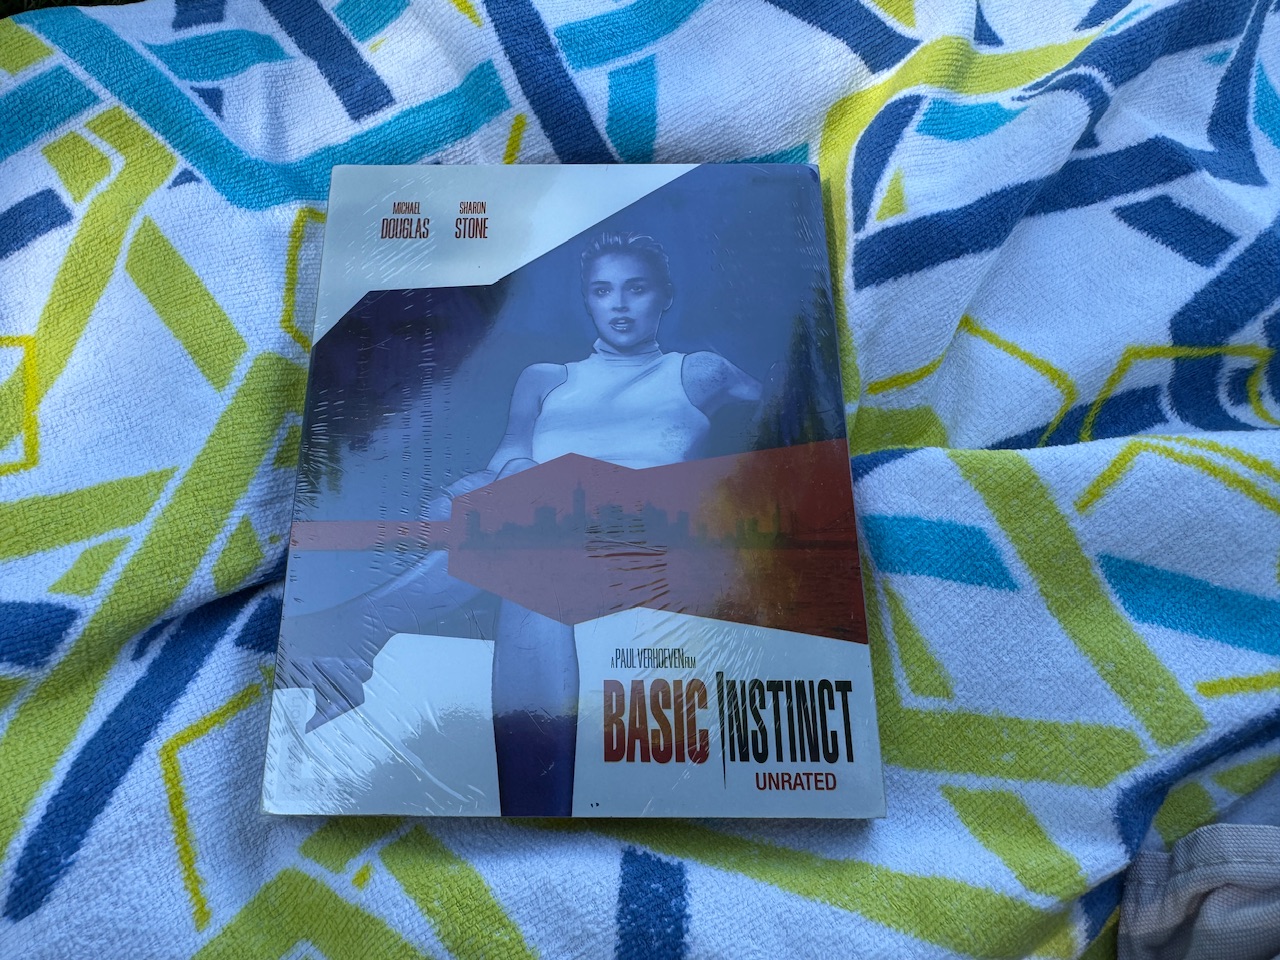 MICHAEL SHARON
DOUGLAS STONE
A PAUL VERHOEVEN FILM
BASIC INSTINCT
UNRATED